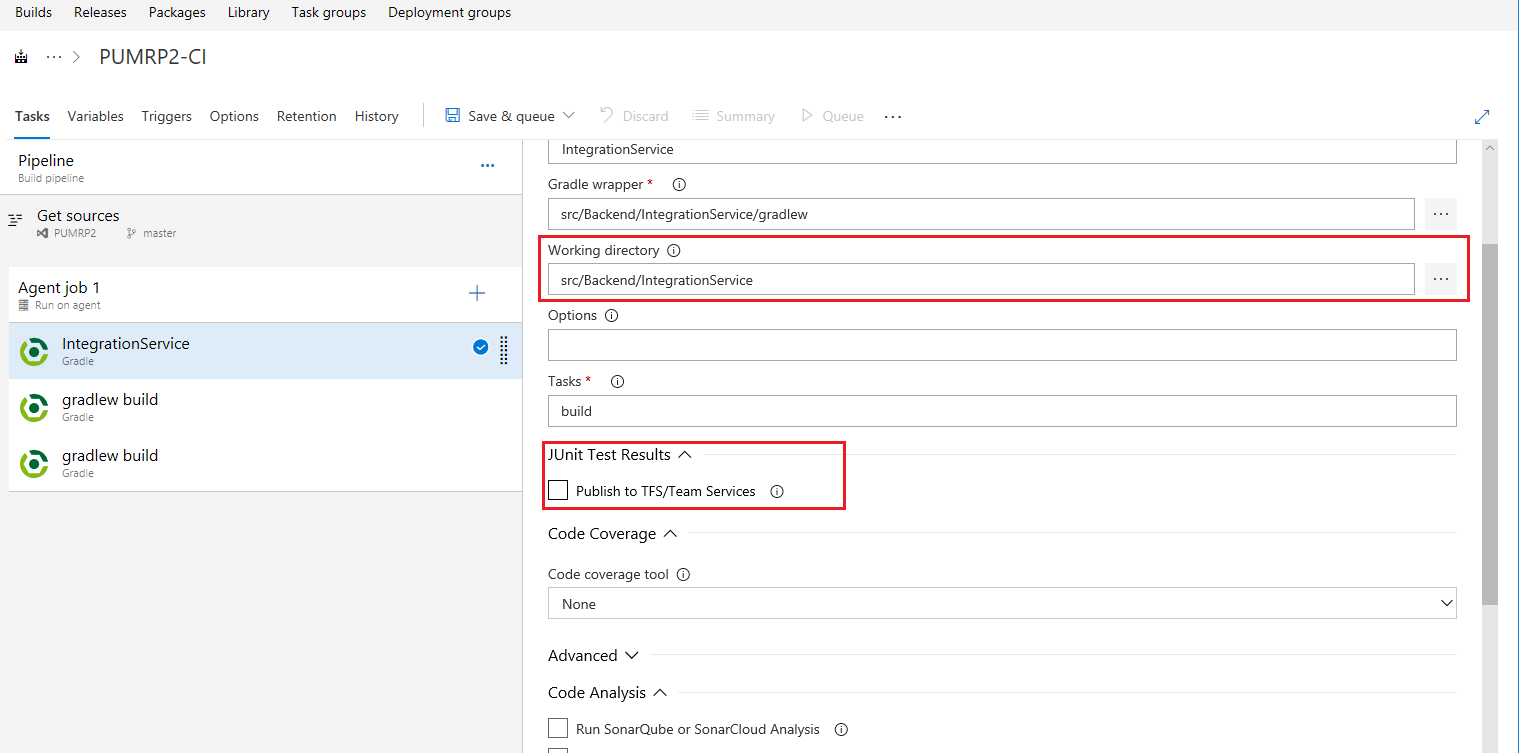 Builds Releases Packages Library Task groups Deployment groups
... > PUMRP2-CI
Tasks Variables Triggers Options Retention History Save & queue Discard Summary Queue ...
Pipeline ...
Build pipeline
Get sources
PUMRP2 master
Agent job 1
Run on agent
IntegrationService
Gradle
gradlew build
Gradle
gradlew build
Gradle
IntegrationService
Gradle wrapper *
src/Backend/IntegrationService/gradlew ...
Working directory
src/Backend/IntegrationService ...
Options
Tasks *
build
JUnit Test Results
Publish to TFS/Team Services
Code Coverage
Code coverage tool
None
Advanced
Code Analysis
Run SonarQube or SonarCloud Analysis